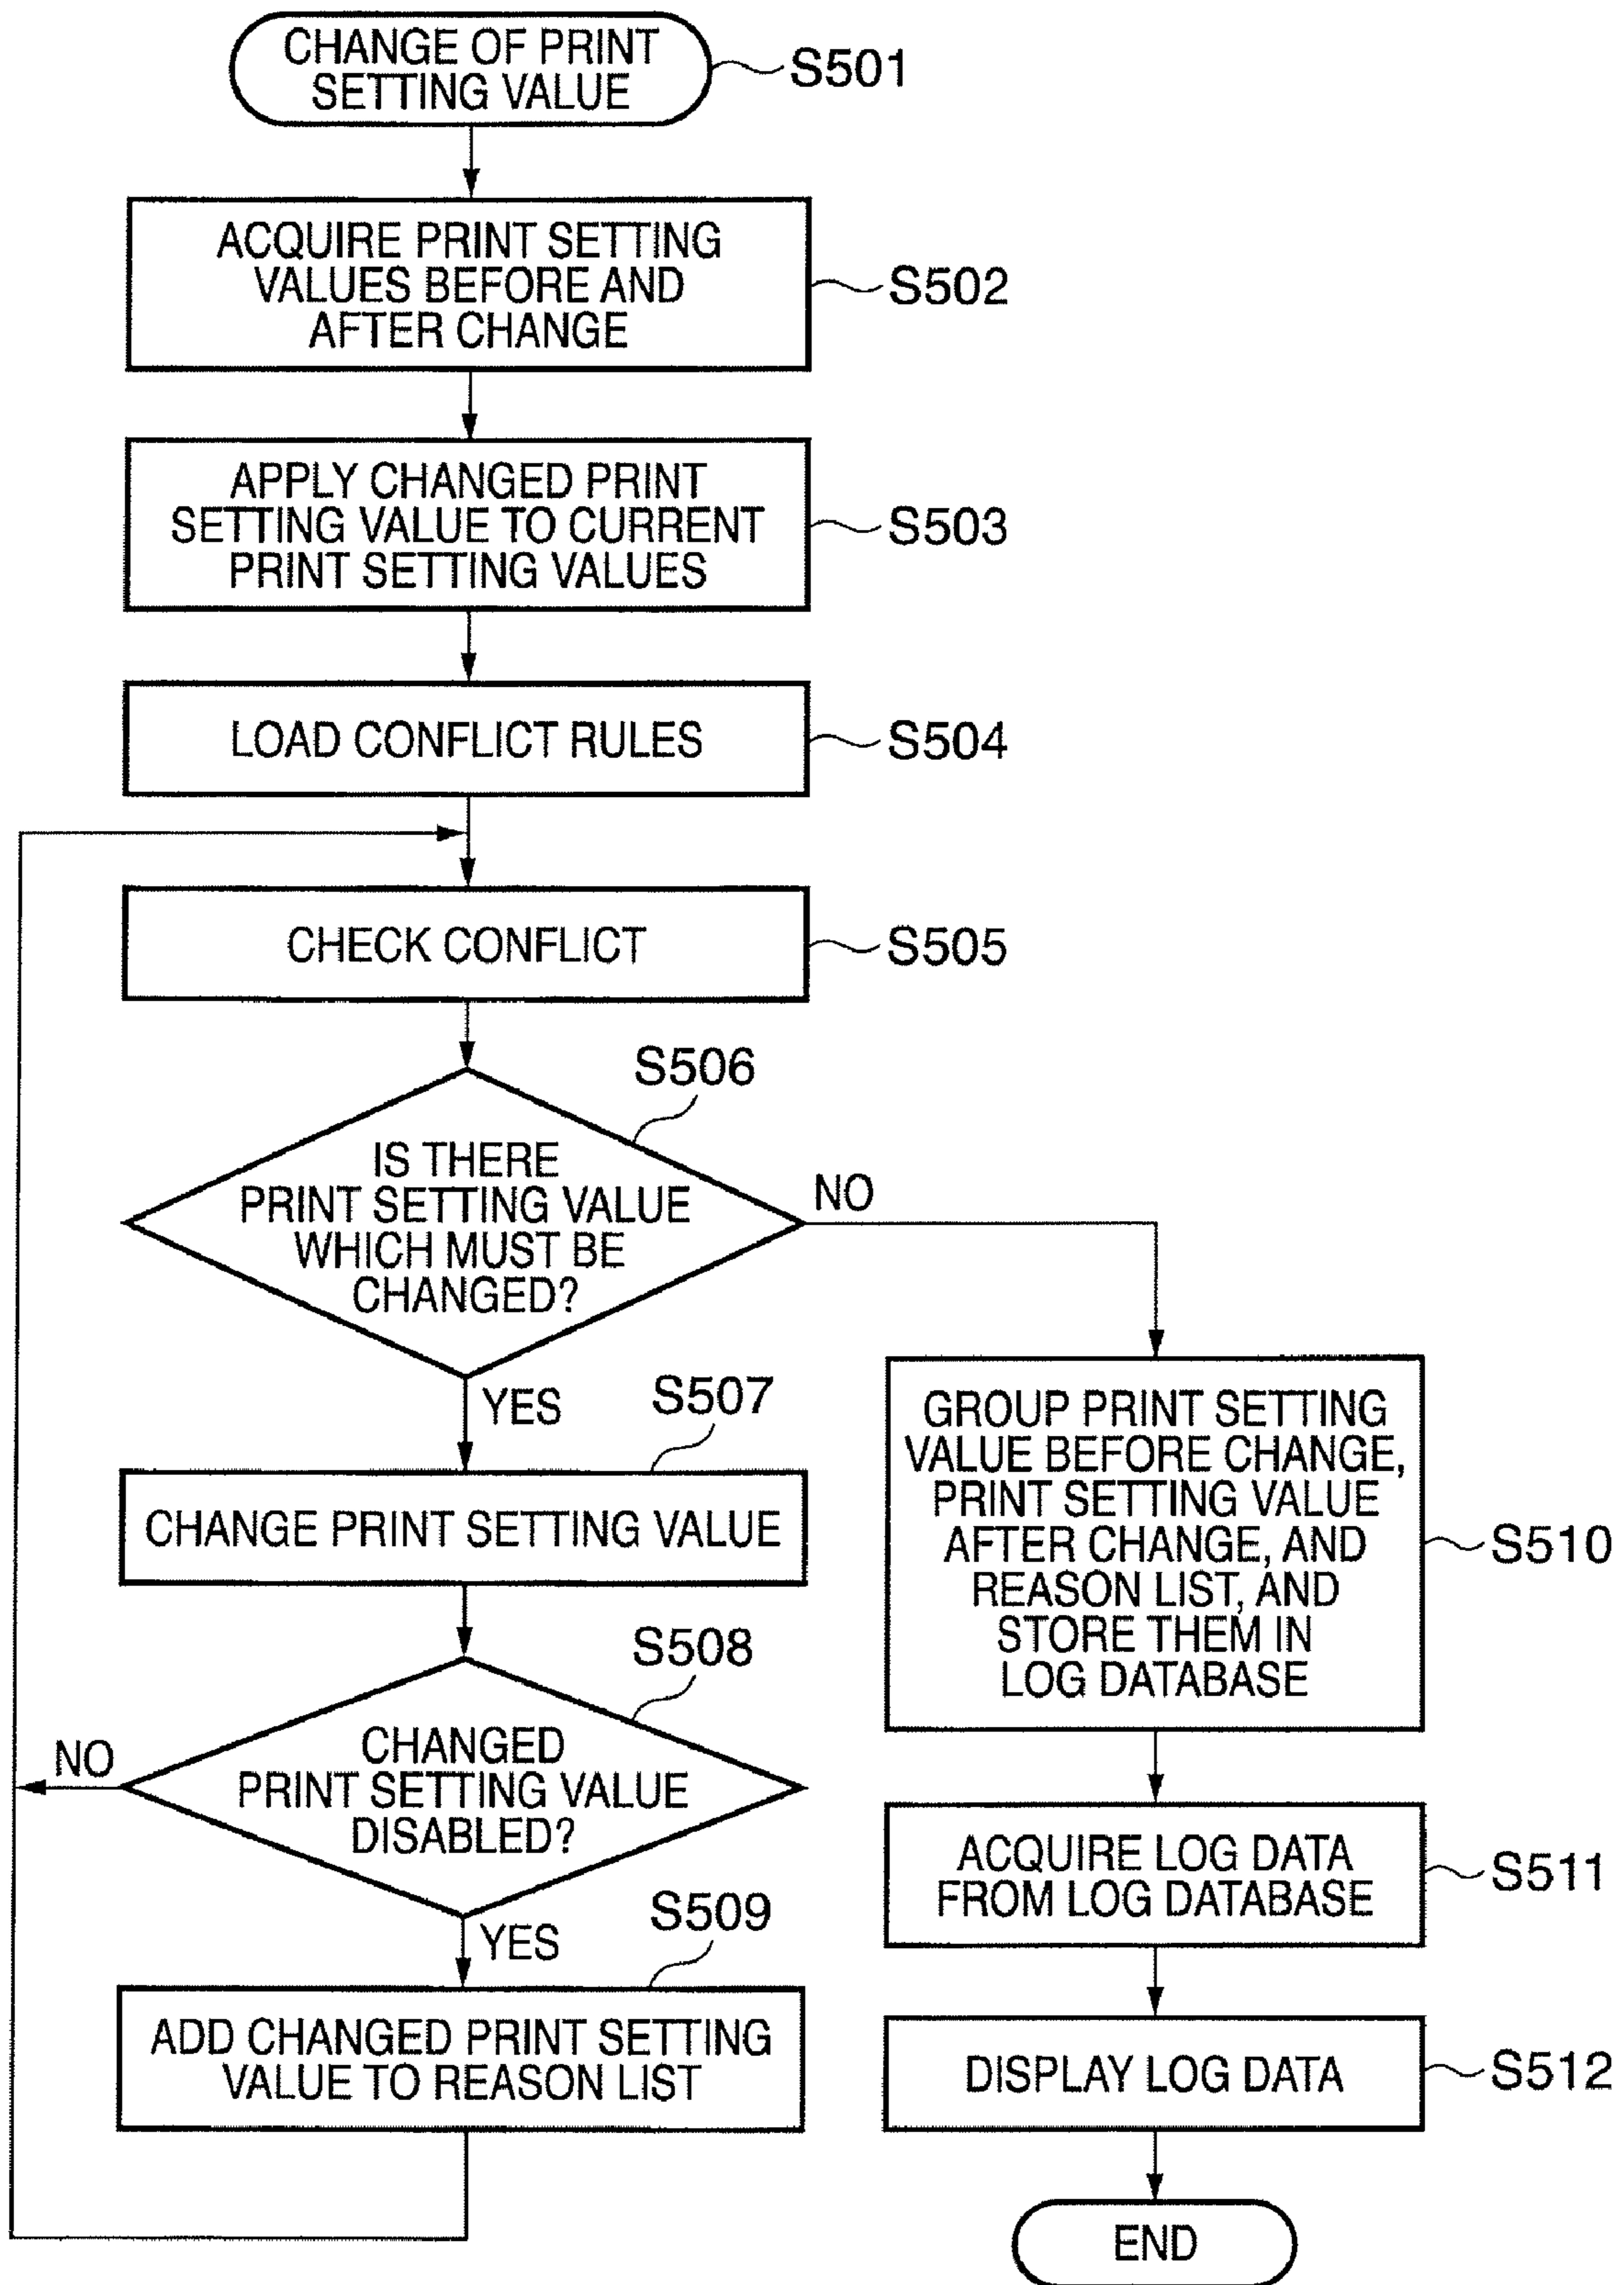 CHANGE OF PRINT
SETTING VALUE
S501
ACQUIRE PRINT SETTING
VALUES BEFORE AND
AFTER CHANGE
S502
APPLY CHANGED PRINT
SETTING VALUE TO CURRENT
PRINT SETTING VALUES
S503
LOAD CONFLICT RULES
S504
CHECK CONFLICT
S505
S506
IS THERE
PRINT SETTING VALUE
WHICH MUST BE
CHANGED?
NO
YES
S507
CHANGE PRINT SETTING VALUE
S508
CHANGED
PRINT SETTING VALUE
DISABLED?
NO
YES
S509
ADD CHANGED PRINT SETTING
VALUE TO REASON LIST
GROUP PRINT SETTING
VALUE BEFORE CHANGE,
PRINT SETTING VALUE
AFTER CHANGE, AND
REASON LIST, AND
STORE THEM IN
LOG DATABASE
S510
ACQUIRE LOG DATA
FROM LOG DATABASE
S511
DISPLAY LOG DATA
S512
END